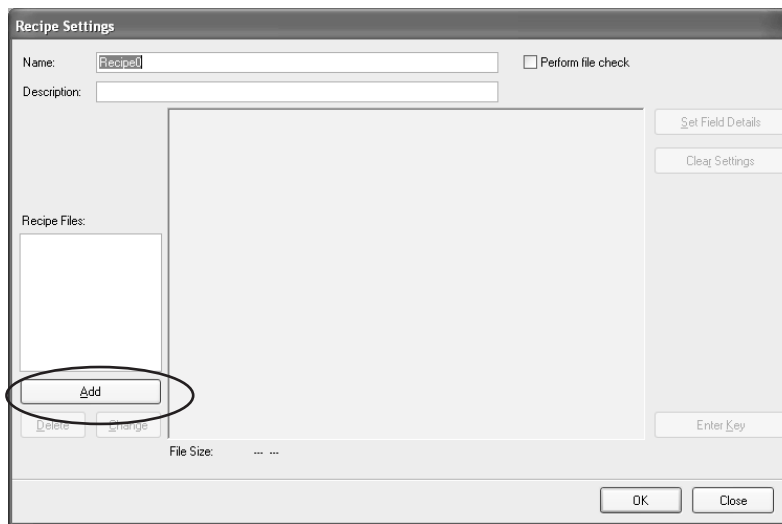 Recipe Settings
Name: Recipe0 Perform file check
Description:
Set Field Details
Clear Settings
Recipe Files:
Add
Delete Change Enter Key
File Size: --- ---
OK Close